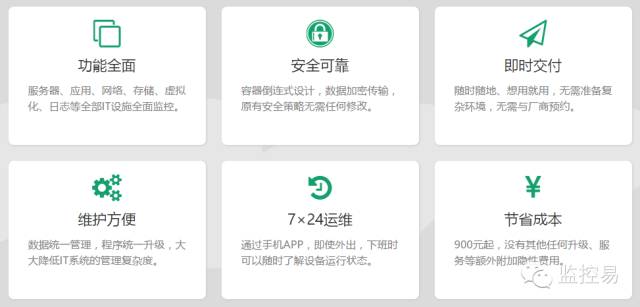 功能全面
服务器、应用、网络、存储、虚拟
化、日志等全部IT设施全面监控。
安全可靠
容器倒连式设计，数据加密传输，
原有安全策略无需任何修改。
即时交付
随时随地、想用就用，无需准备复
杂环境，无需与厂商预约。
维护方便
数据统一管理，程序统一升级，大
大降低IT系统的管理复杂度。
7×24运维
通过手机APP，即使外出，下班时
可以随时了解设备运行状态。
¥
节省成本
900元起，没有其他任何升级、服
务等额外附加隐性费用。
监控易